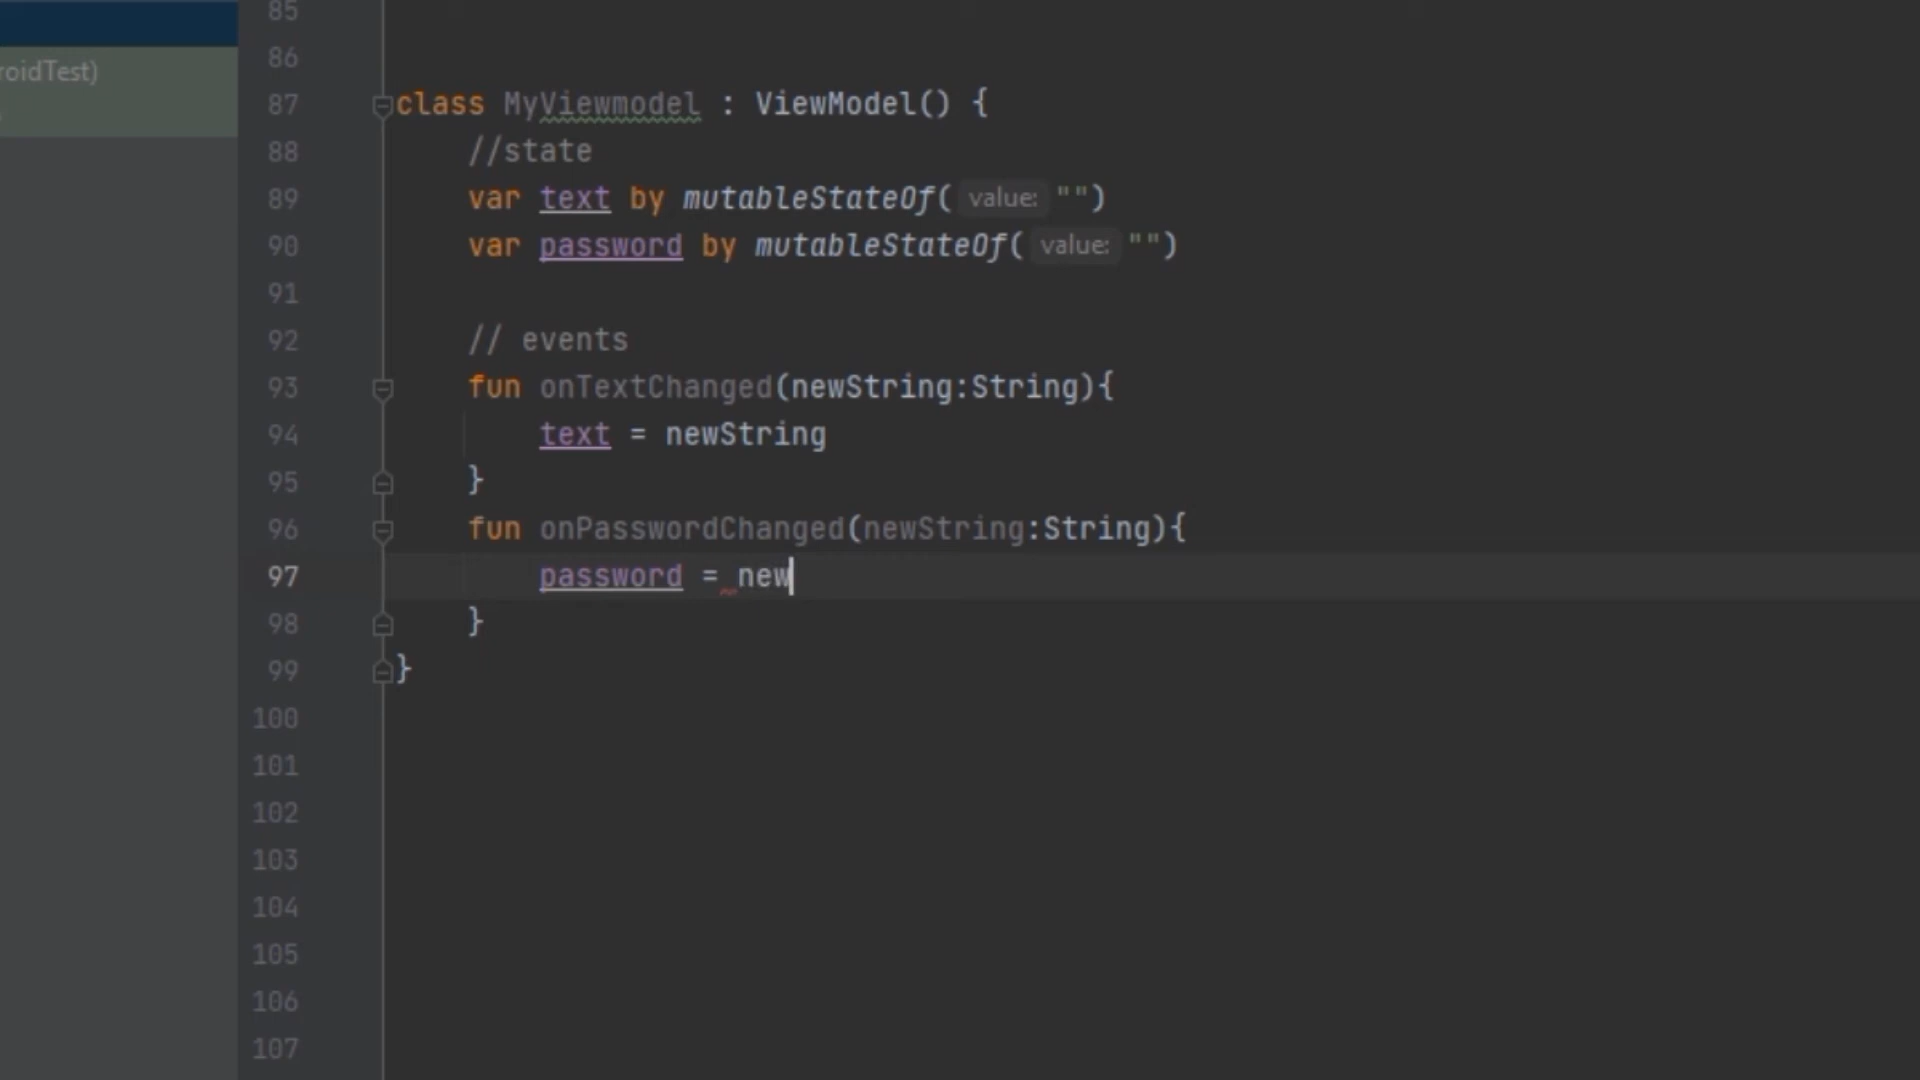 85
86
roidTest)
87 class MyViewmodel : ViewModel() {
88 //state
89 var text by mutableStateOf( value: "")
90 var password by mutableStateOf( value: "")
91
92 // events
93 fun onTextChanged(newString:String){
94 text = newString
95 }
96 fun onPasswordChanged(newString:String){
97 password = new
98 }
99 }
100
101
102
103
104
105
106
107